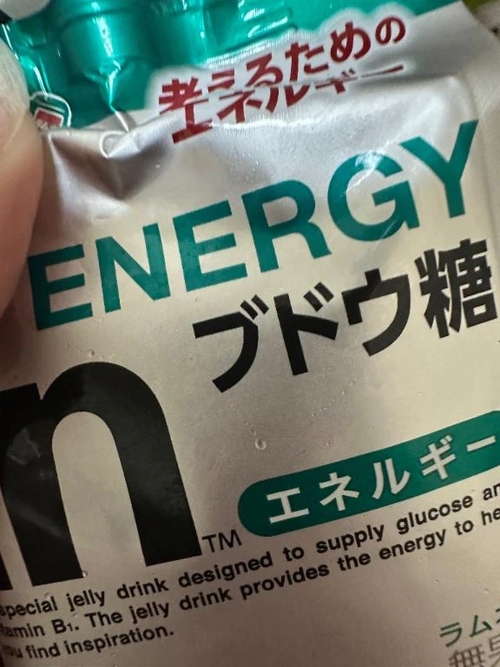 考えるための
エネルギー
ENERGY
ブドウ糖
in
TM
エネルギー
special jelly drink designed to supply glucose an
tamin B₁. The jelly drink provides the energy to he
you find inspiration.
ラム